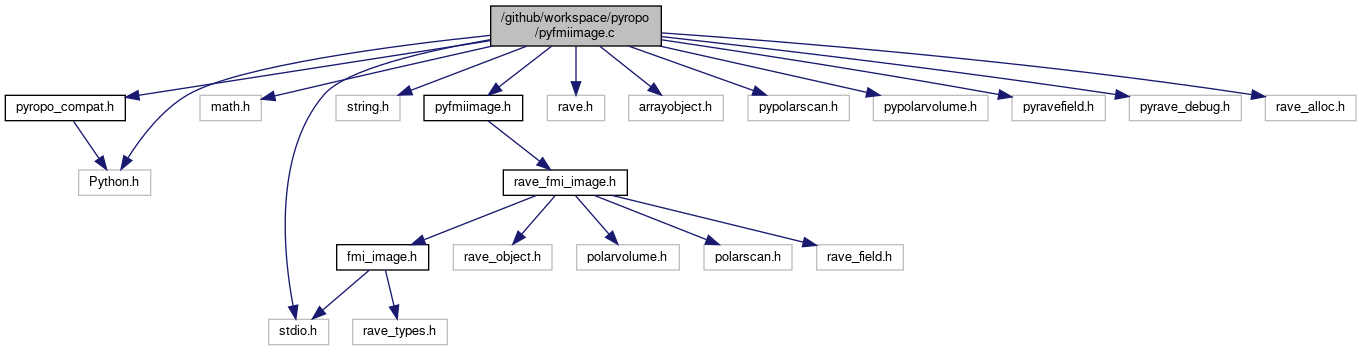 /github/workspace/pyropo
/pyfmiimage.c
pyropo_compat.h
math.h
string.h
pyfmiimage.h
rave.h
arrayobject.h
pypolarscan.h
pypolarvolume.h
pyravefield.h
pyrave_debug.h
rave_alloc.h
Python.h
rave_fmi_image.h
fmi_image.h
rave_object.h
polarvolume.h
polarscan.h
rave_field.h
stdio.h
rave_types.h